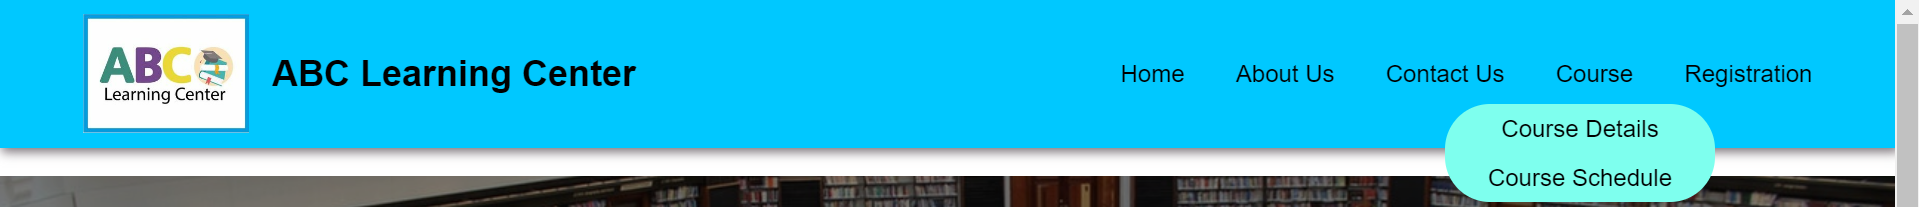 ABC
Learning Center
ABC Learning Center
Home About Us Contact Us Course Registration
Course Details
Course Schedule